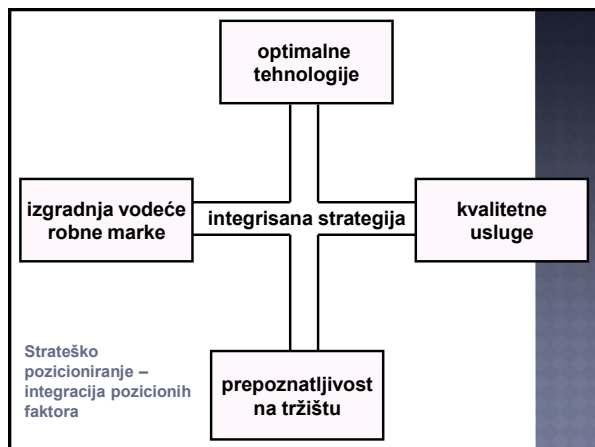 optimalne
tehnologije
izgradnja vodeće
robne marke
integrisana strategija
kvalitetne
usluge
Strateško
pozicioniranje –
integracija pozicionih
faktora
prepoznatljivost
na tržištu